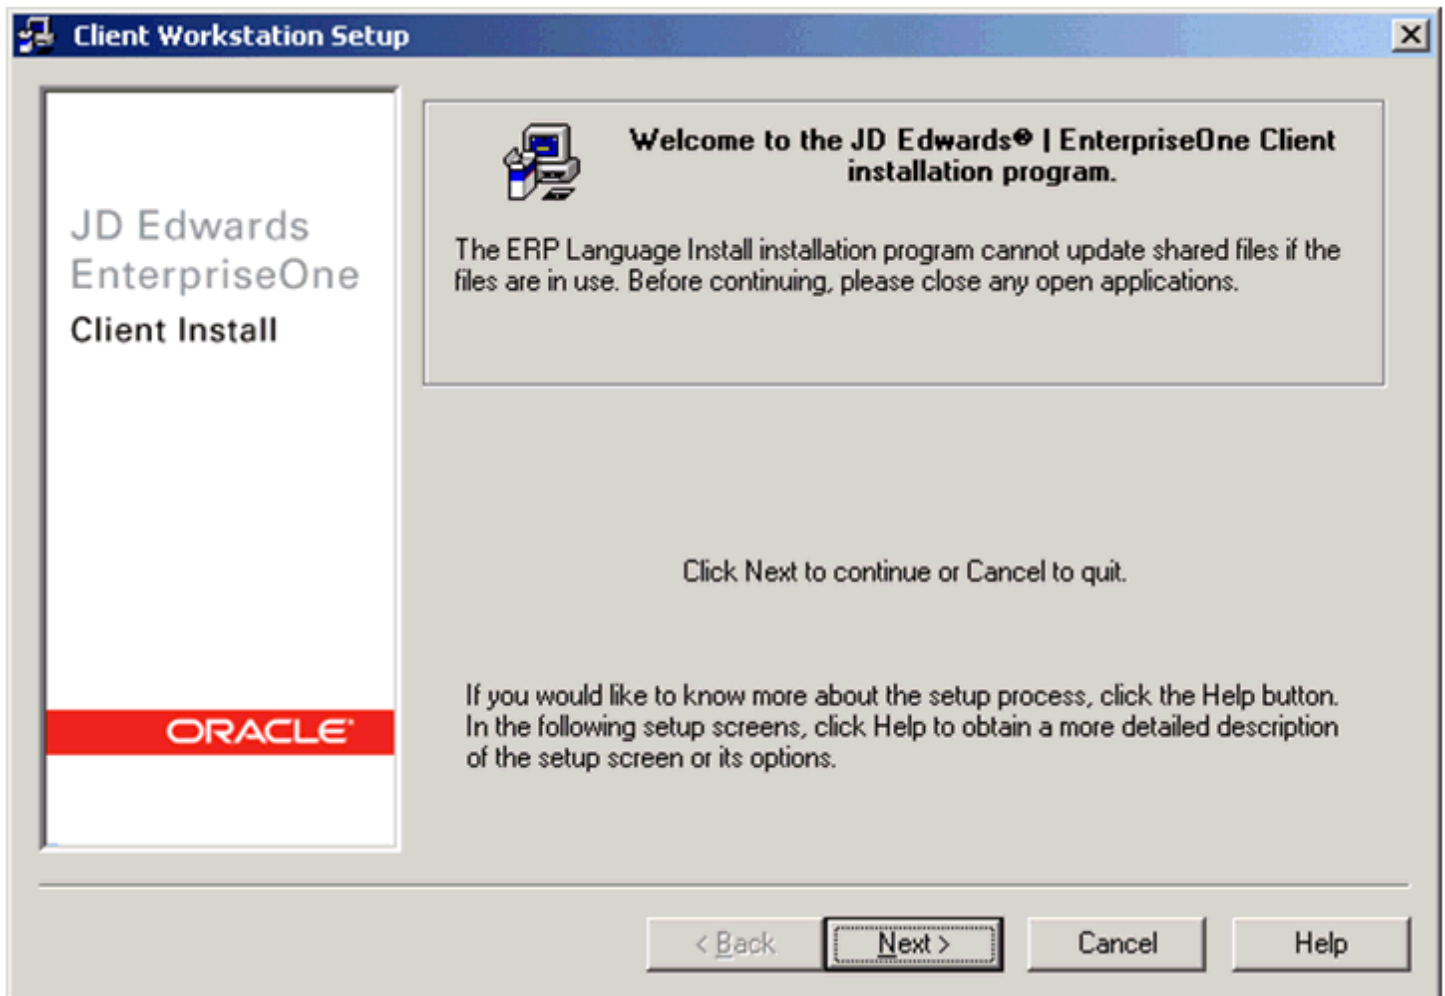 Client Workstation Setup
JD Edwards
EnterpriseOne
Client Install
ORACLE
Welcome to the JD Edwards® | EnterpriseOne Client
installation program.
The ERP Language Install installation program cannot update shared files if the
files are in use. Before continuing, please close any open applications.
Click Next to continue or Cancel to quit.
If you would like to know more about the setup process, click the Help button.
In the following setup screens, click Help to obtain a more detailed description
of the setup screen or its options.
< Back Next > Cancel Help